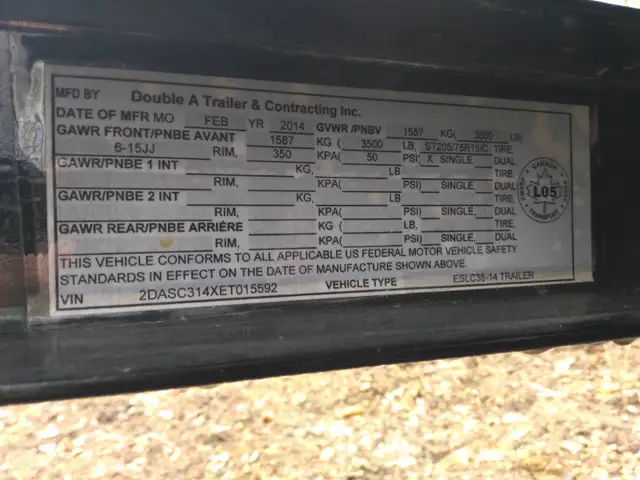 MFD BY Double A Trailer & Contracting Inc.
DATE OF MFR MO FEB YR 2014 GVWR/PNBV 1587 KG( 3500 LB)
GAWR FRONT/PNBE AVANT 1587 KG ( 3500 LB, ST205/75R15/C TIRE,
6-15JJ RIM, 350 KPA( 50 PSI) X SINGLE, DUAL
GAWR/PNBE 1 INT KG, LB TIRE,
RIM, KPA( PSI) SINGLE, DUAL
GAWR/PNBE 2 INT KG, LB TIRE,
RIM, KPA( PSI) SINGLE, DUAL
GAWR REAR/PNBE ARRIÉRE KG ( LB, TIRE,
RIM, KPA( PSI) SINGLE, DUAL
THIS VEHICLE CONFORMS TO ALL APPLICABLE US FEDERAL MOTOR VEHICLE SAFETY
STANDARDS IN EFFECT ON THE DATE OF MANUFACTURE SHOWN ABOVE.
VIN 2DASC314XET015592 VEHICLE TYPE ESLC36-14 TRAILER
CANADA
L05
TRANSPORT